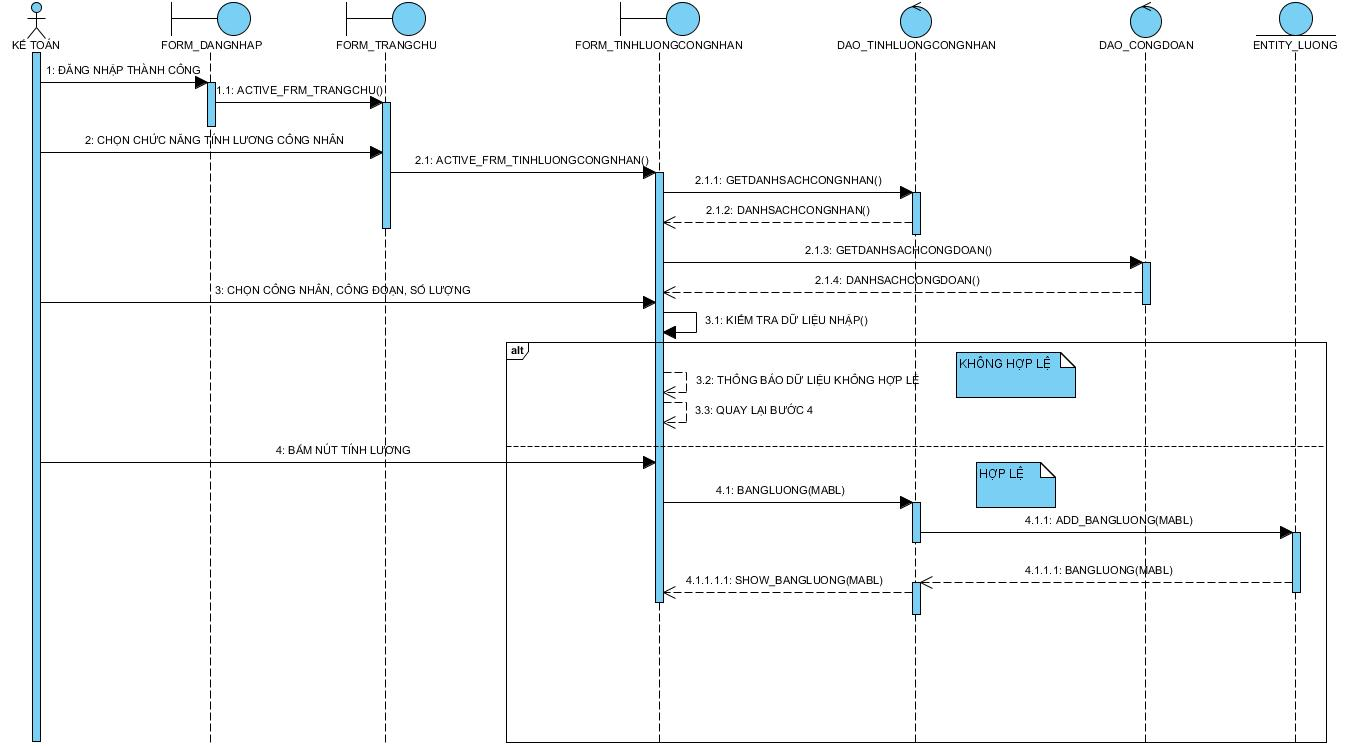 KẾ TOÁN
FORM_DANGNHAP
FORM_TRANGCHU
FORM_TINHLUONGCONGNHAN
DAO_TINHLUONGCONGNHAN
DAO_CONGDOAN
ENTITY_LUONG
1: ĐĂNG NHẬP THÀNH CÔNG
1.1: ACTIVE_FRM_TRANGCHU()
2: CHỌN CHỨC NĂNG TÍNH LƯƠNG CÔNG NHÂN
2.1: ACTIVE_FRM_TINHLUONGCONGNHAN()
2.1.1: GETDANHSACHCONGNHAN()
2.1.2: DANHSACHCONGNHAN()
2.1.3: GETDANHSACHCONGDOAN()
2.1.4: DANHSACHCONGDOAN()
3: CHỌN CÔNG NHÂN, CÔNG ĐOẠN, SỐ LƯỢNG
3.1: KIỂM TRA DỮ LIỆU NHẬP()
alt
KHÔNG HỢP LỆ
3.2: THÔNG BÁO DỮ LIỆU KHÔNG HỢP LỆ
3.3: QUAY LẠI BƯỚC 4
4: BẤM NÚT TÍNH LƯƠNG
HỢP LỆ
4.1: BANGLUONG(MABL)
4.1.1: ADD_BANGLUONG(MABL)
4.1.1.1: BANGLUONG(MABL)
4.1.1.1.1: SHOW_BANGLUONG(MABL)